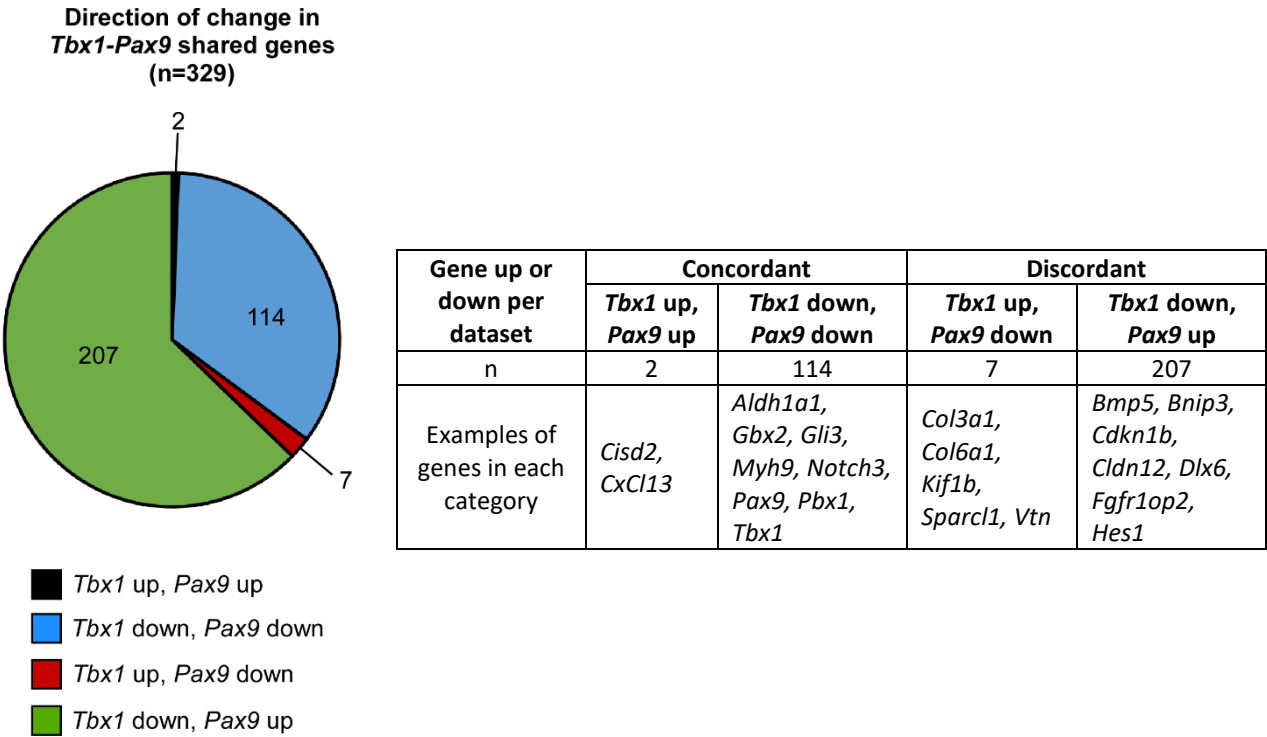 Direction of change in
Tbx1-Pax9 shared genes
(n=329)
2
114
207
7
Tbx1 up, Pax9 up
Tbx1 down, Pax9 down
Tbx1 up, Pax9 down
Tbx1 down, Pax9 up
Gene up or
down per
dataset
Concordant
Discordant
Tbx1 up,
Pax9 up
Tbx1 down,
Pax9 down
Tbx1 up,
Pax9 down
Tbx1 down,
Pax9 up
n
2
114
7
207
Examples of
genes in each
category
Cisd2,
CxCl13
Aldh1a1,
Gbx2, Gli3,
Myh9, Notch3,
Pax9, Pbx1,
Tbx1
Col3a1,
Col6a1,
Kif1b,
Sparcl1, Vtn
Bmp5, Bnip3,
Cdkn1b,
Cldn12, Dlx6,
Fgfr1op2,
Hes1